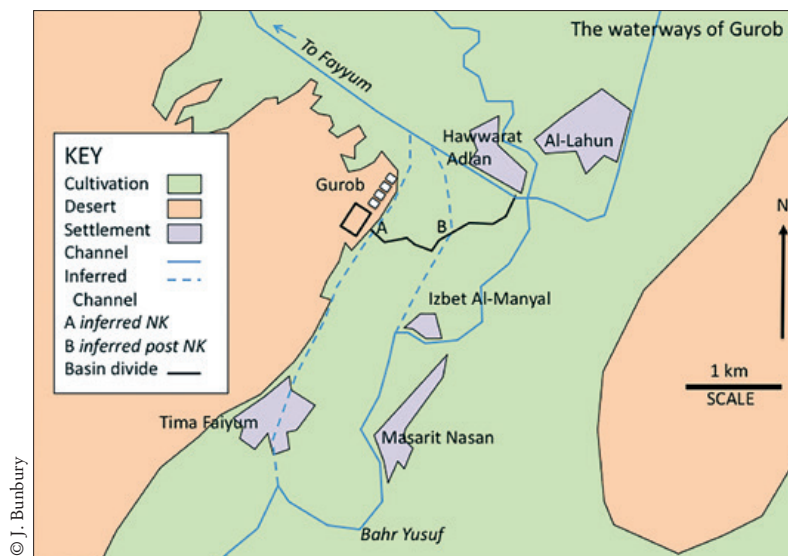 The waterways of Gurob
To Fayyum
Hawwarat
Adlan
Al-Lahun
KEY
Cultivation
Desert
Settlement
Channel
Inferred
Channel
A inferred NK
B inferred post NK
Basin divide
Gurob
A
B
N
Izbet Al-Manyal
1 km
SCALE
Tima Faiyum
Masarit Nasan
Bahr Yusuf
© J. Bunbury